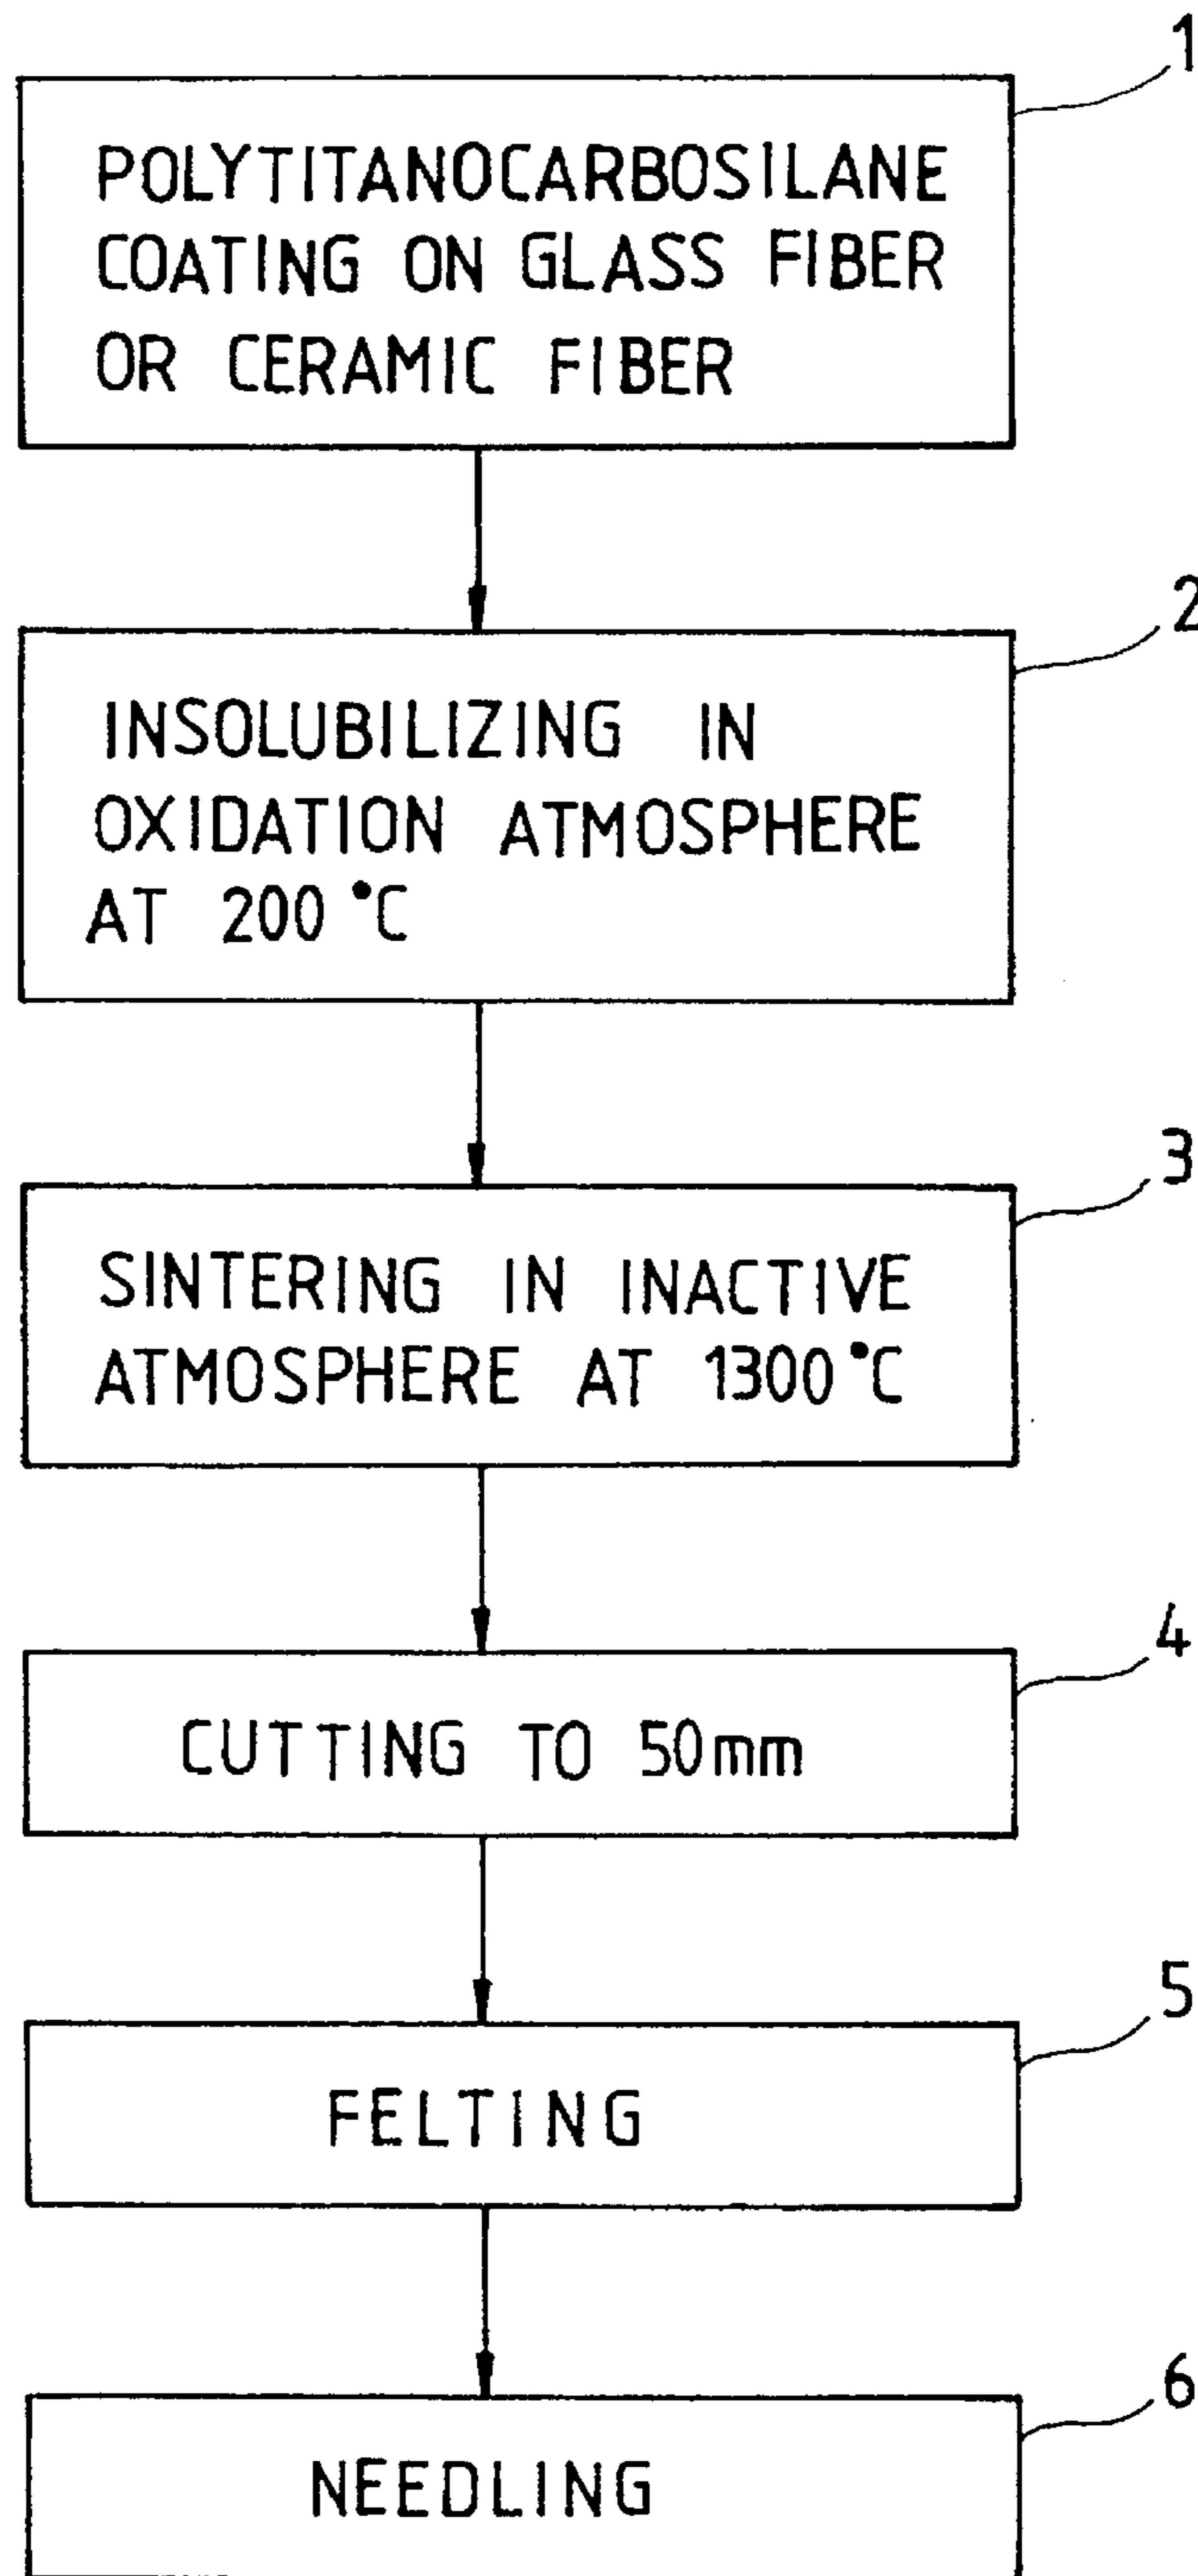 1
POLYTITANOCARBOSILANE
COATING ON GLASS FIBER
OR CERAMIC FIBER
2
INSOLUBILIZING IN
OXIDATION ATMOSPHERE
AT 200 °C
3
SINTERING IN INACTIVE
ATMOSPHERE AT 1300 °C
4
CUTTING TO 50mm
5
FELTING
6
NEEDLING